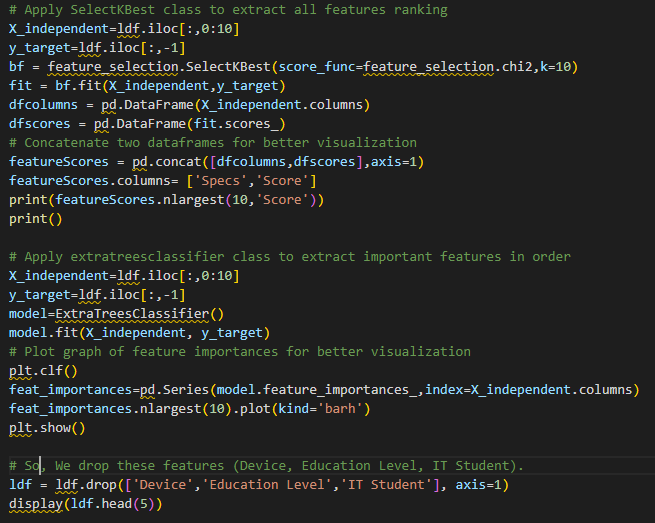 # Apply SelectKBest class to extract all features ranking
X_independent=ldf.iloc[:,0:10]
y_target=ldf.iloc[:,-1]
bf = feature_selection.SelectKBest(score_func=feature_selection.chi2,k=10)
fit = bf.fit(X_independent,y_target)
dfcolumns = pd.DataFrame(X_independent.columns)
dfscores = pd.DataFrame(fit.scores_)
# Concatenate two dataframes for better visualization
featureScores = pd.concat([dfcolumns,dfscores],axis=1)
featureScores.columns= ['Specs','Score']
print(featureScores.nlargest(10,'Score'))
print()
# Apply extratreesclassifier class to extract important features in order
X_independent=ldf.iloc[:,0:10]
y_target=ldf.iloc[:,-1]
model=ExtraTreesClassifier()
model.fit(X_independent, y_target)
# Plot graph of feature importances for better visualization
plt.clf()
feat_importances=pd.Series(model.feature_importances_,index=X_independent.columns)
feat_importances.nlargest(10).plot(kind='barh')
plt.show()
# So, We drop these features (Device, Education Level, IT Student).
ldf = ldf.drop(['Device','Education Level','IT Student'], axis=1)
display(ldf.head(5))